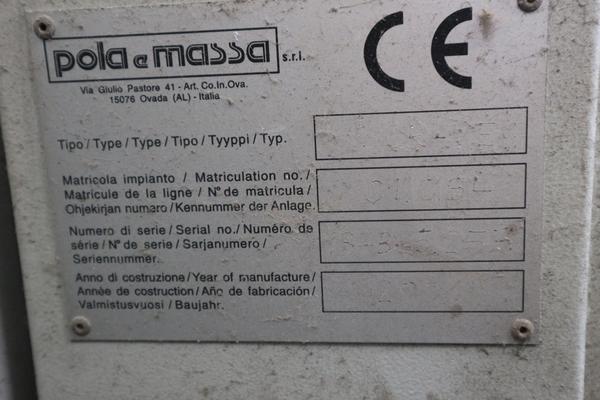 pola e massa s.r.l.
CE
Via Giulio Pastore 41 - Art. Co.In.Ova.
15076 Ovada (AL) - Italia
Tipo / Type / Type / Tipo / Tyyppi / Typ.
Matricola impianto / Matriculation no. /
Matricule de la ligne / N° de matricula /
Ohjekirjan numaro / Kennummer der Anlage.
Numero di serie / Serial no. / Numéro de
série / N° de serie / Sarjanumero /
Seriennummer.
Anno di costruzione / Year of manufacture /
Année de costruction / Año de fabricación /
Valmistusvuosi / Baujahr.